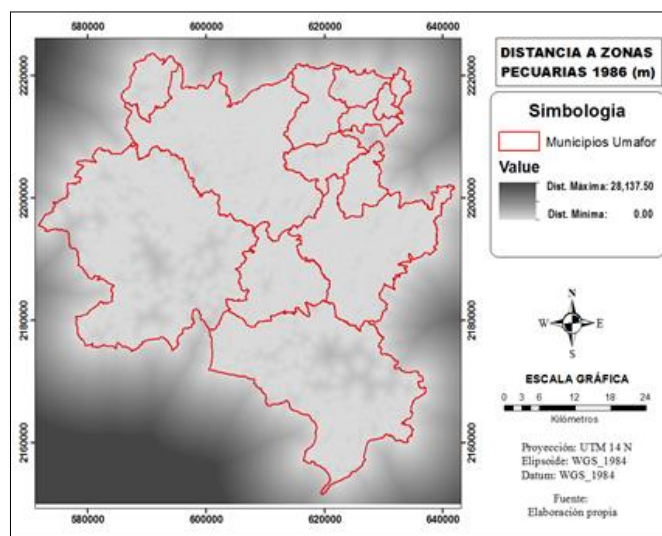 580000 600000 620000 640000
2220000 2220000
2200000 2200000
2180000 2180000
2160000 2160000
580000 600000 620000 640000
DISTANCIA A ZONAS
PECUARIAS 1986 (m)
Simbologia
Municipios Umafor
Value
Dist. Maxima: 28,137.50
Dist. Minima: 0.00
N
W E
S
ESCALA GRÁFICA
0 3 6 12 18 24
Kilómetros
Proyección: UTM 14 N
Elipsoide: WGS_1984
Datum: WGS_1984
Fuente:
Elaboración propia